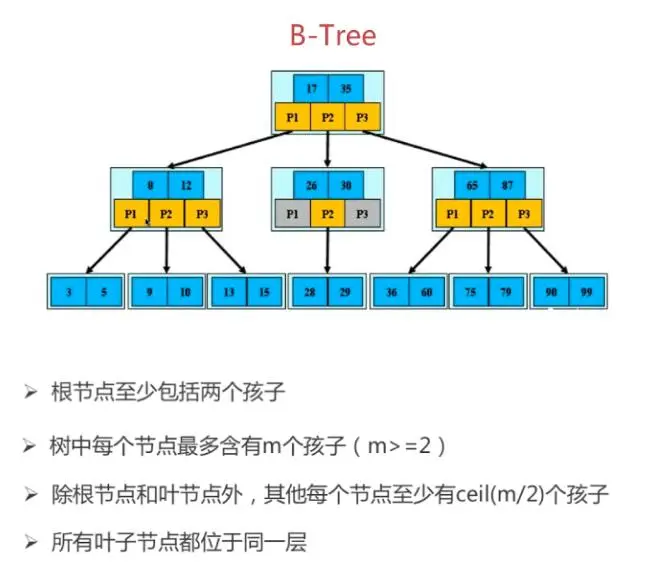 B-Tree
17 35
P1 P2 P3
8 12 26 30 65 87
P1 P2 P3 P1 P2 P3 P1 P2 P3
3 5 9 10 13 15 28 29 36 60 75 79 90 99
➢ 根节点至少包括两个孩子
➢ 树中每个节点最多含有m个孩子（m>=2）
➢ 除根节点和叶节点外，其他每个节点至少有ceil(m/2)个孩子
➢ 所有叶子节点都位于同一层